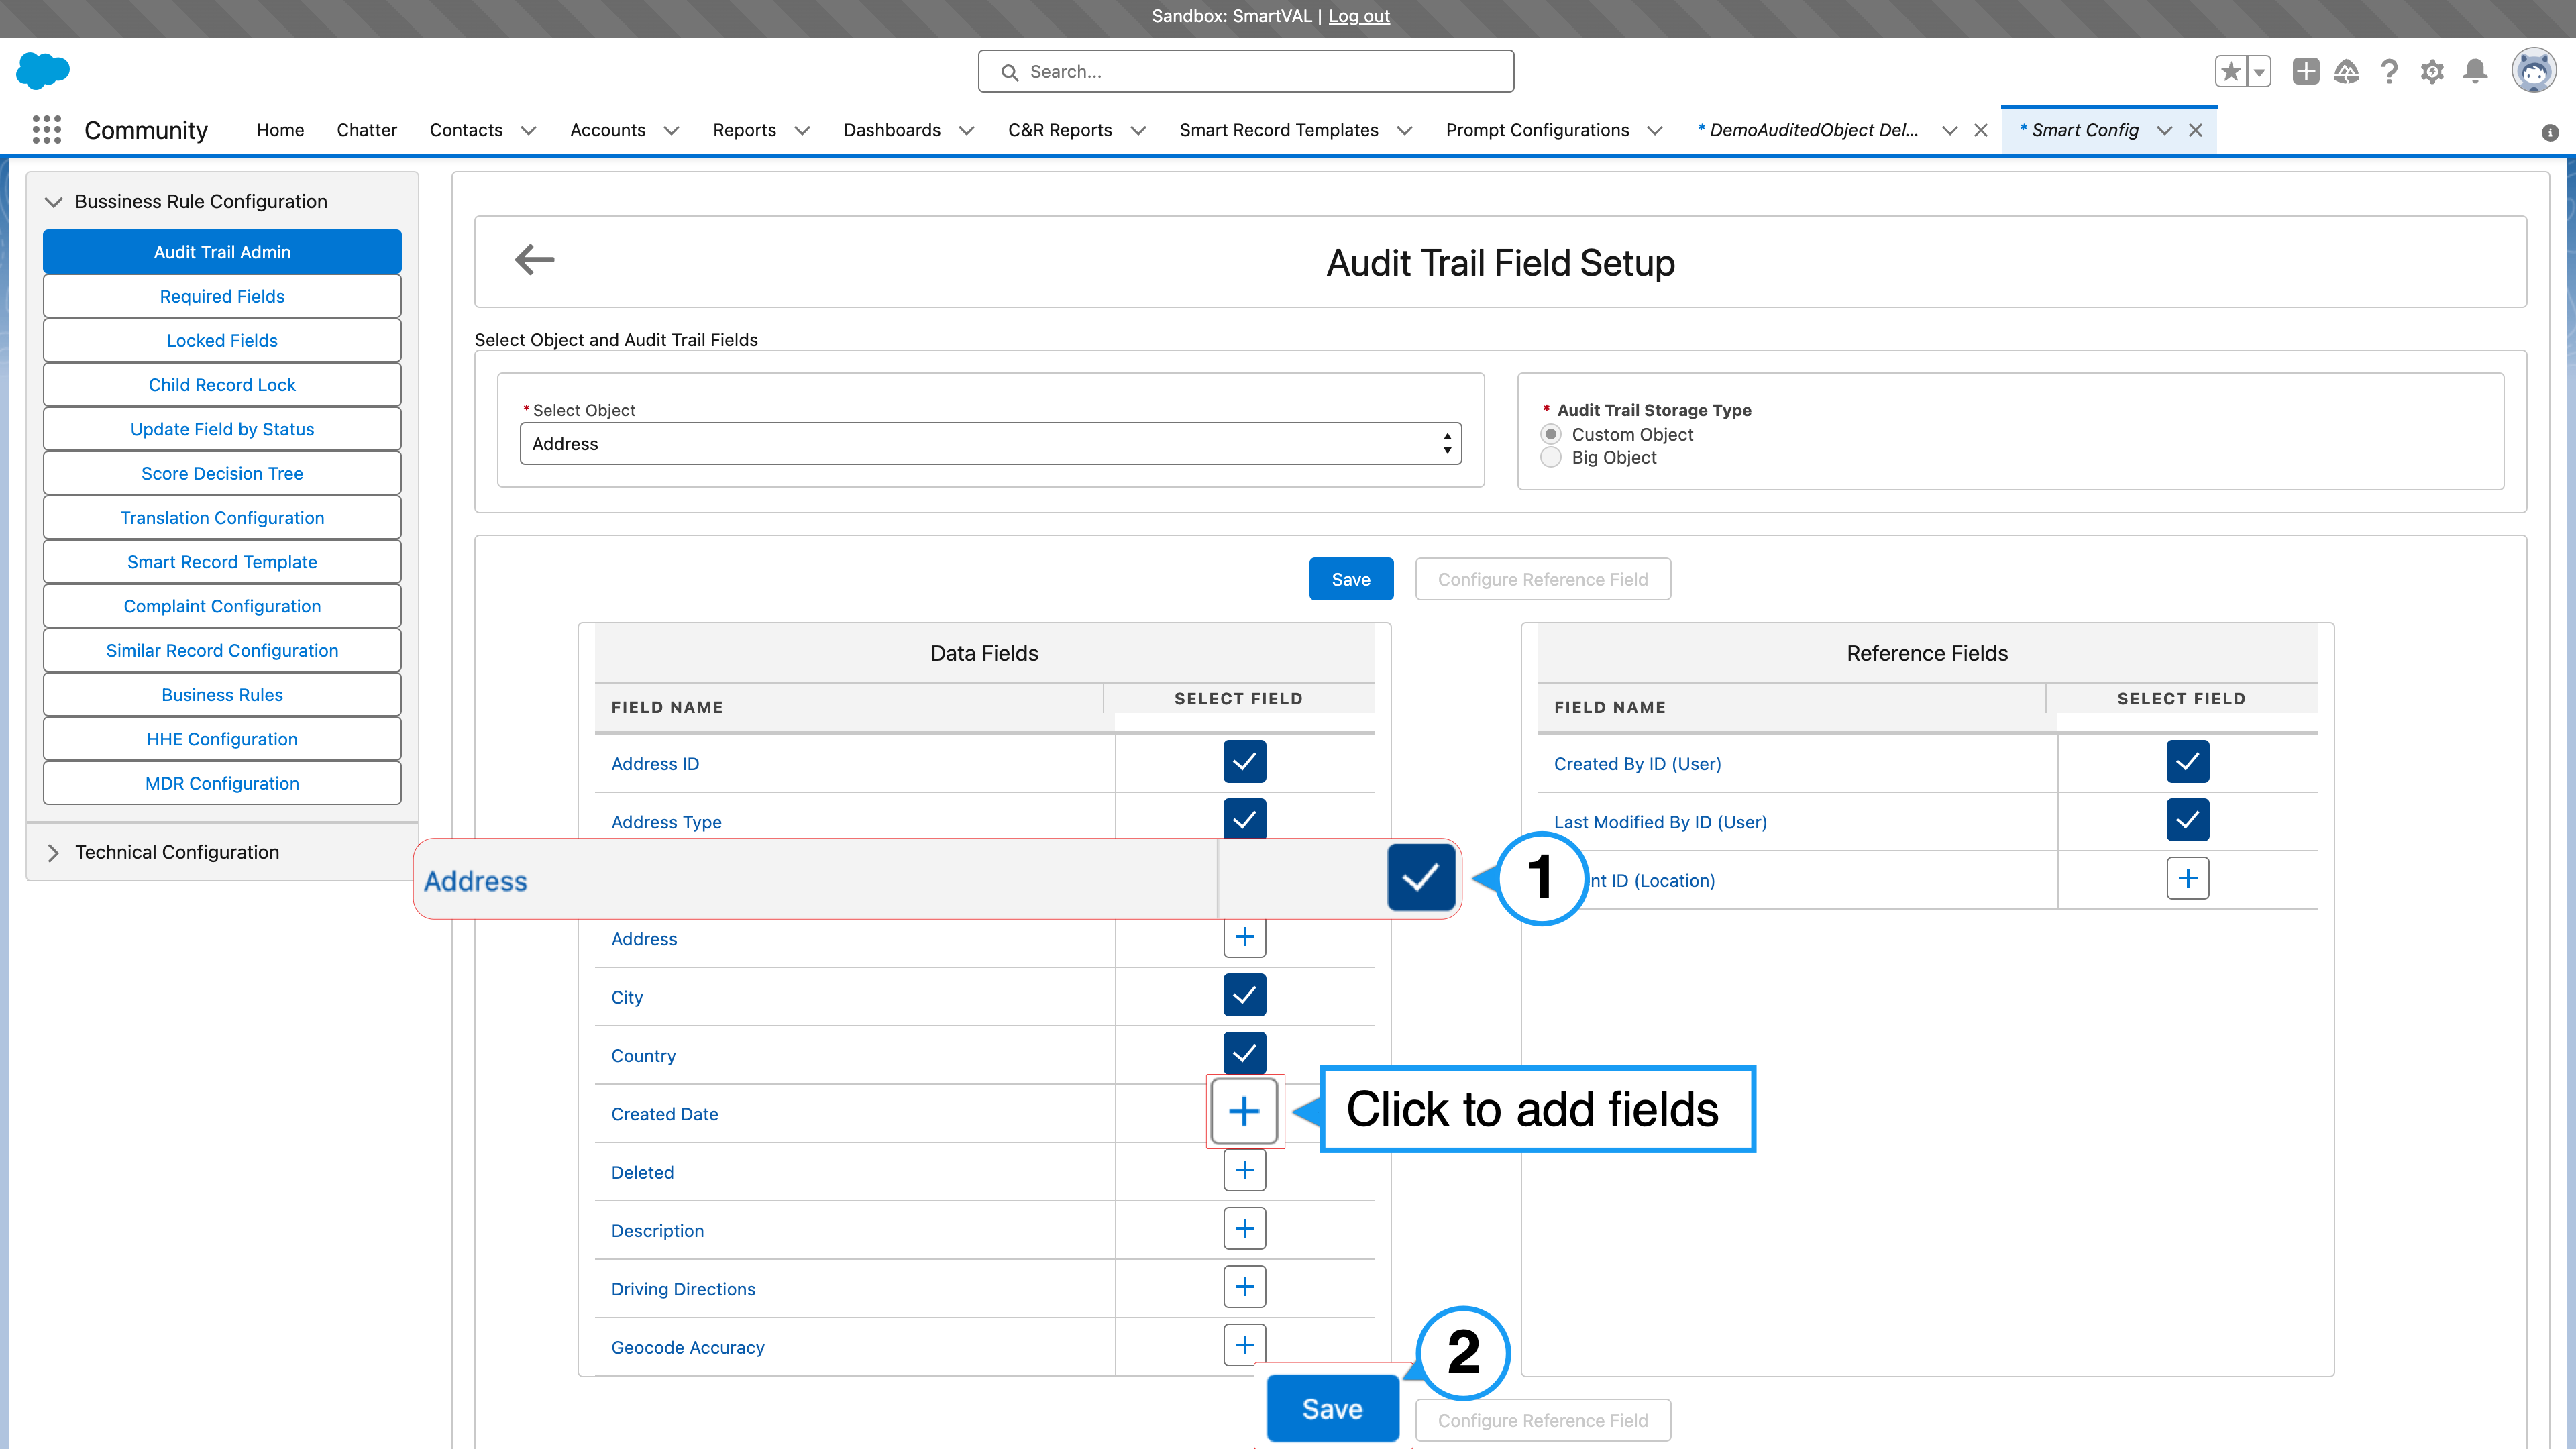 Sandbox: SmartVAL | Log out
Search...
Community Home Chatter Contacts Accounts Reports Dashboards C&R Reports Smart Record Templates Prompt Configurations * DemoAuditedObject Del... * Smart Config
Bussiness Rule Configuration
Audit Trail Admin
Required Fields
Locked Fields
Child Record Lock
Update Field by Status
Score Decision Tree
Translation Configuration
Smart Record Template
Complaint Configuration
Similar Record Configuration
Business Rules
HHE Configuration
MDR Configuration
Technical Configuration
Audit Trail Field Setup
Select Object and Audit Trail Fields
* Select Object
Address
* Audit Trail Storage Type
Custom Object
Big Object
Save Configure Reference Field
Data Fields
FIELD NAME SELECT FIELD
Address ID
Address Type
Address
1
Address
City
Country
Created Date
Click to add fields
Deleted
Description
Driving Directions
Geocode Accuracy
Reference Fields
FIELD NAME SELECT FIELD
Created By ID (User)
Last Modified By ID (User)
nt ID (Location)
2
Save Configure Reference Field